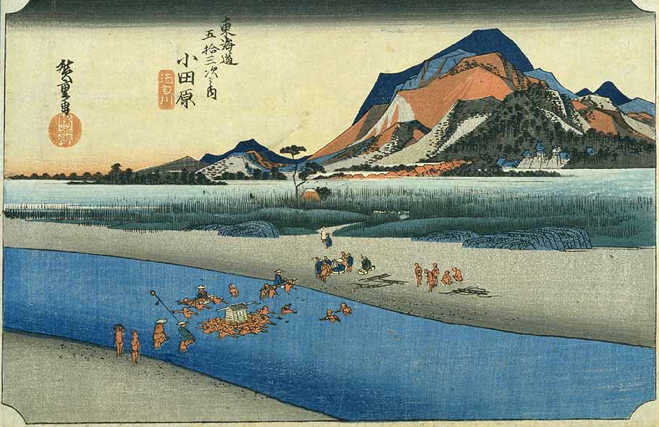 東海道
五拾三次之内
小田原
酒匂川
廣重画